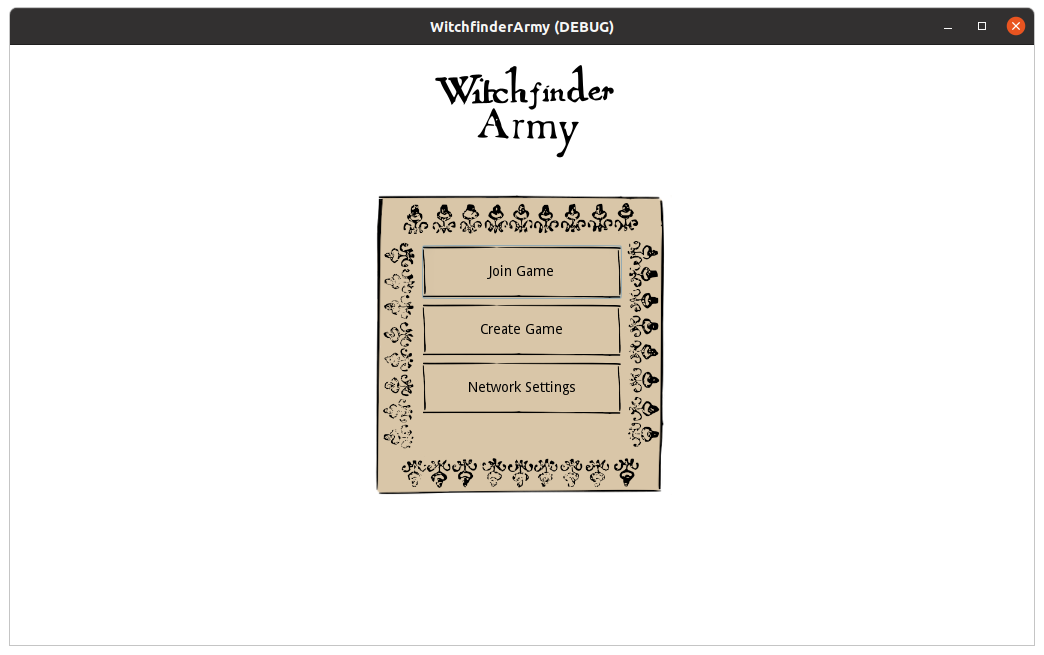 WitchfinderArmy (DEBUG)
Witchfinder
Army
Join Game
Create Game
Network Settings